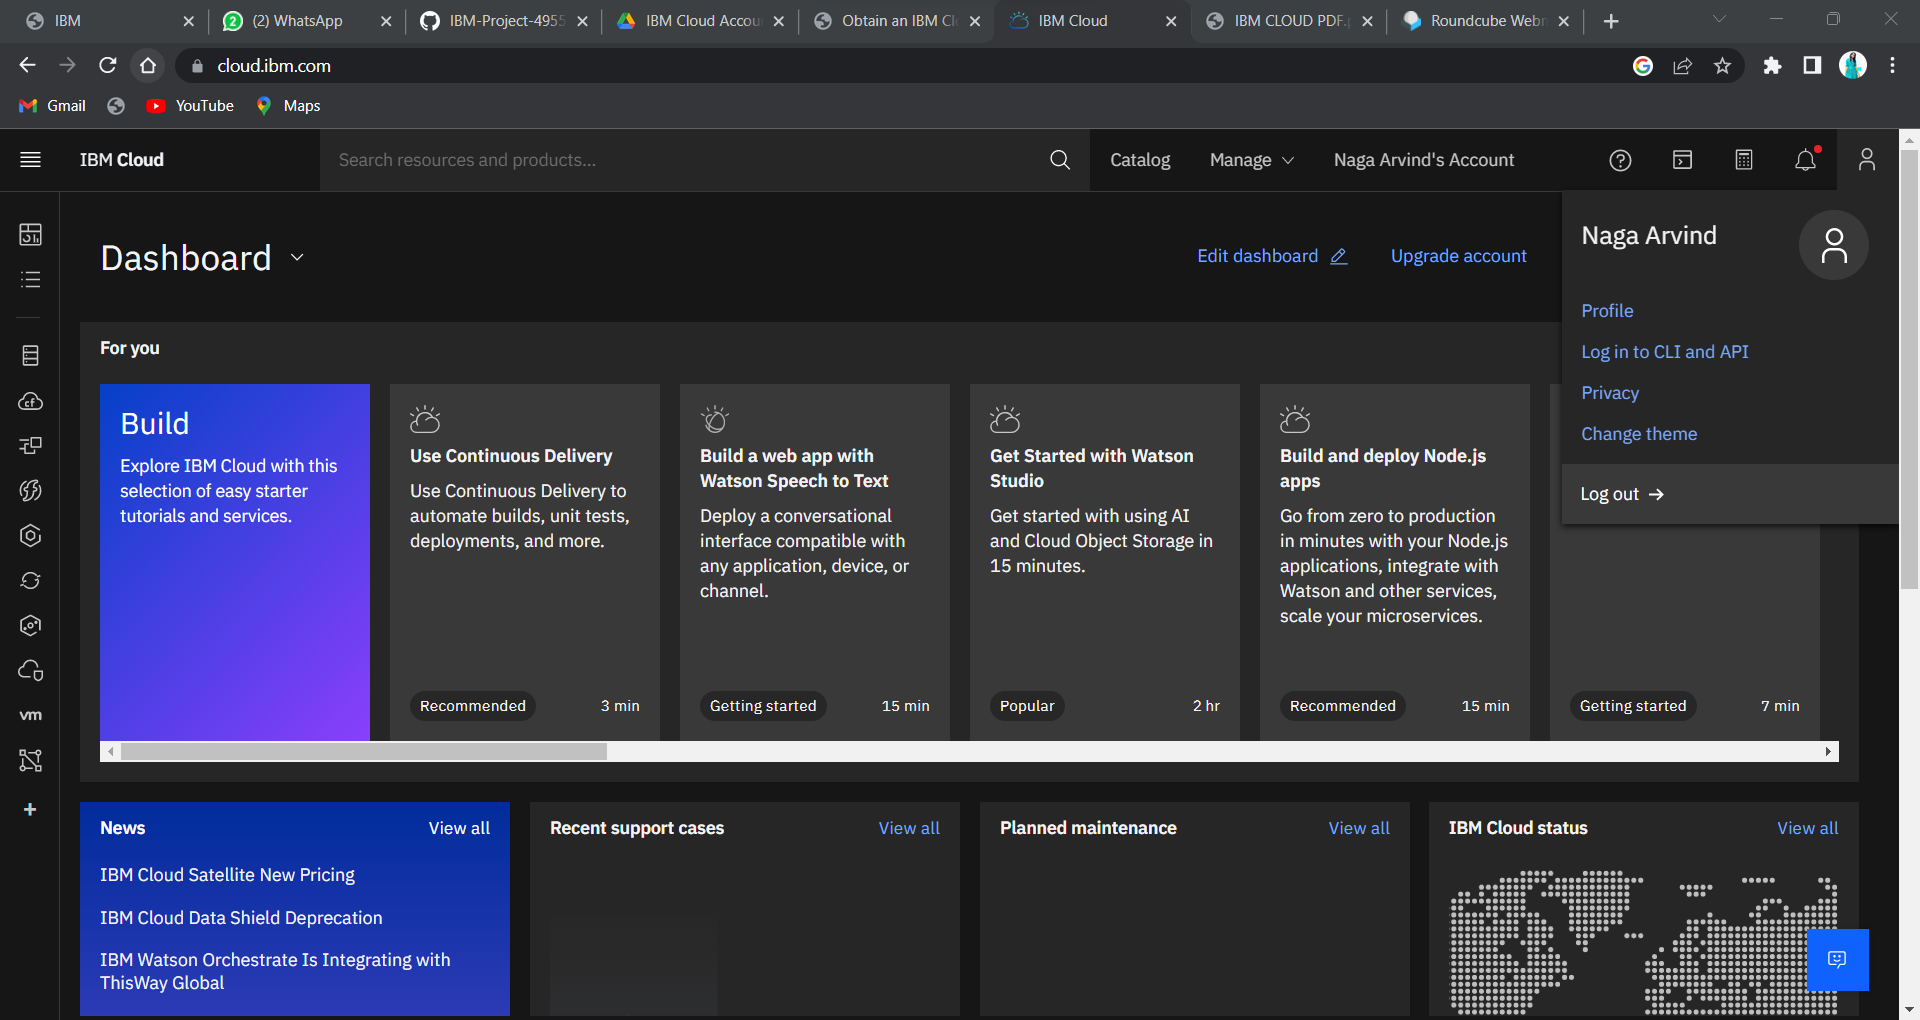 IBM
(2) WhatsApp
IBM-Project-4955
IBM Cloud Accou
Obtain an IBM Cl
IBM Cloud
IBM CLOUD PDF.p
Roundcube Webm
cloud.ibm.com
Gmail
YouTube
Maps
IBM Cloud
Search resources and products...
Catalog
Manage
Naga Arvind's Account
Dashboard
Edit dashboard
Upgrade account
Naga Arvind
Profile
Log in to CLI and API
Privacy
Change theme
Log out
For you
Build
Explore IBM Cloud with this
selection of easy starter
tutorials and services.
Use Continuous Delivery
Use Continuous Delivery to
automate builds, unit tests,
deployments, and more.
Recommended
3 min
Build a web app with
Watson Speech to Text
Deploy a conversational
interface compatible with
any application, device, or
channel.
Getting started
15 min
Get Started with Watson
Studio
Get started with using AI
and Cloud Object Storage in
15 minutes.
Popular
2 hr
Build and deploy Node.js
apps
Go from zero to production
in minutes with your Node.js
applications, integrate with
Watson and other services,
scale your microservices.
Recommended
15 min
Getting started
7 min
vm
News
View all
IBM Cloud Satellite New Pricing
IBM Cloud Data Shield Deprecation
IBM Watson Orchestrate Is Integrating with
ThisWay Global
Recent support cases
View all
Planned maintenance
View all
IBM Cloud status
View all